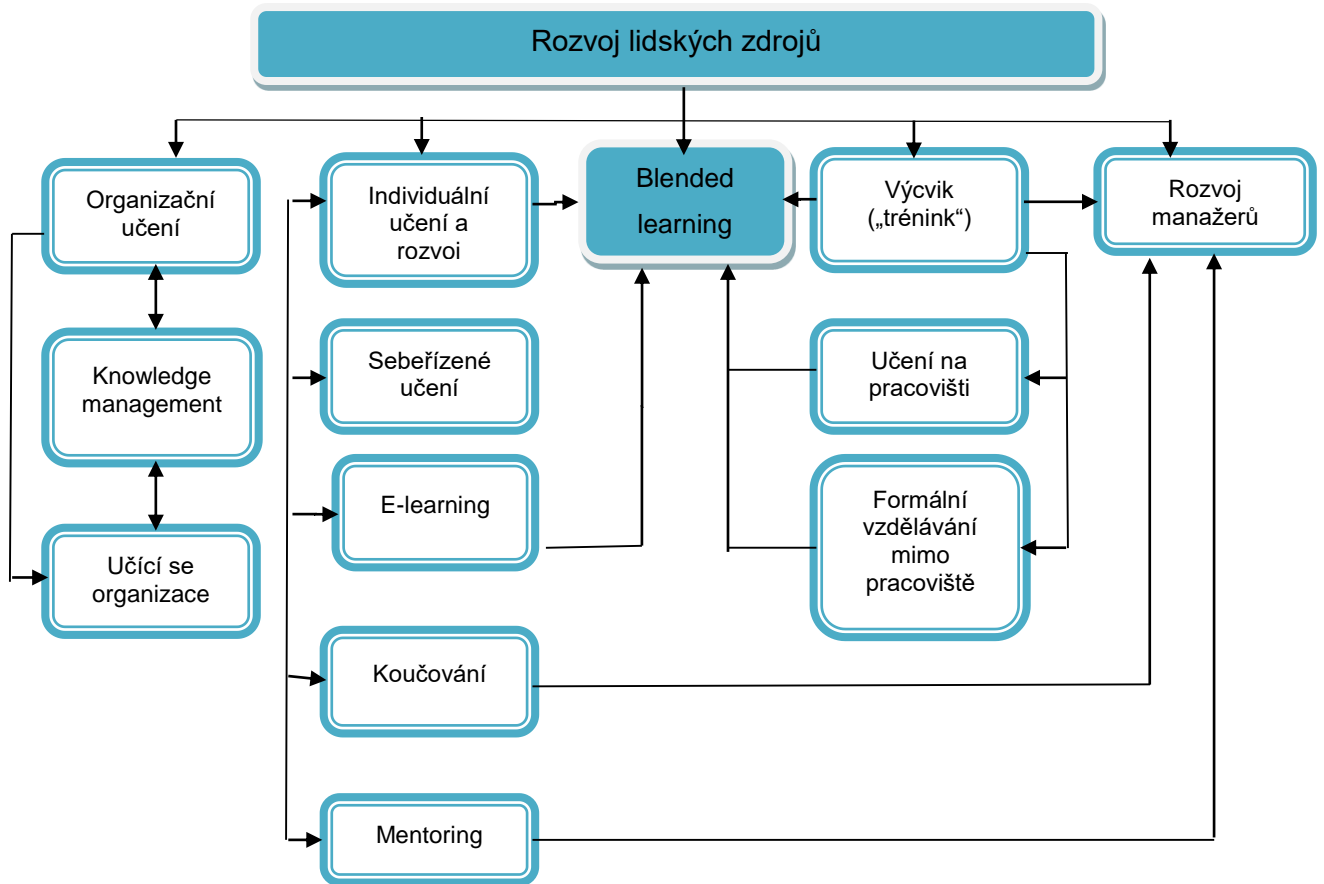 Rozvoj lidských zdrojů
Organizační
učení
Individuální
učení a
rozvoi
Blended
learning
Výcvik
(„trénink“)
Rozvoj
manažerů
Knowledge
management
Sebeřízené
učení
Učení na
pracovišti
E-learning
Formální
vzdělávání
mimo
pracoviště
Učící se
organizace
Koučování
Mentoring